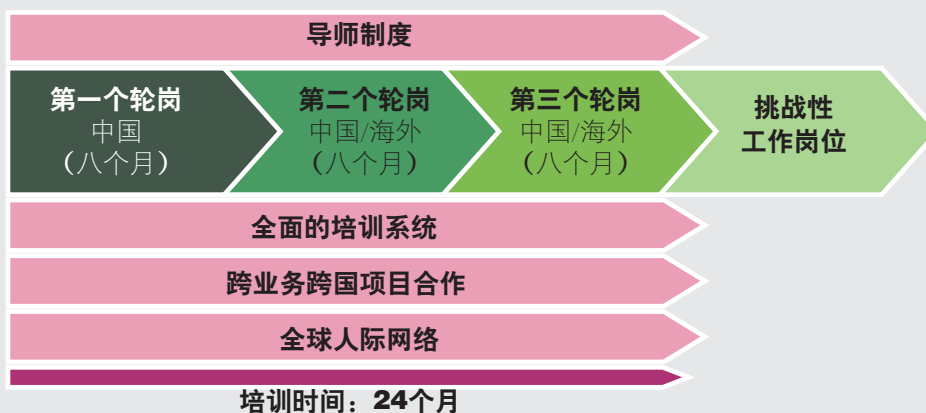 导师制度
第一个轮岗
中国
（八个月）
第二个轮岗
中国/海外
（八个月）
第三个轮岗
中国/海外
（八个月）
挑战性
工作岗位
全面的培训系统
跨业务跨国项目合作
全球人际网络
培训时间：24个月